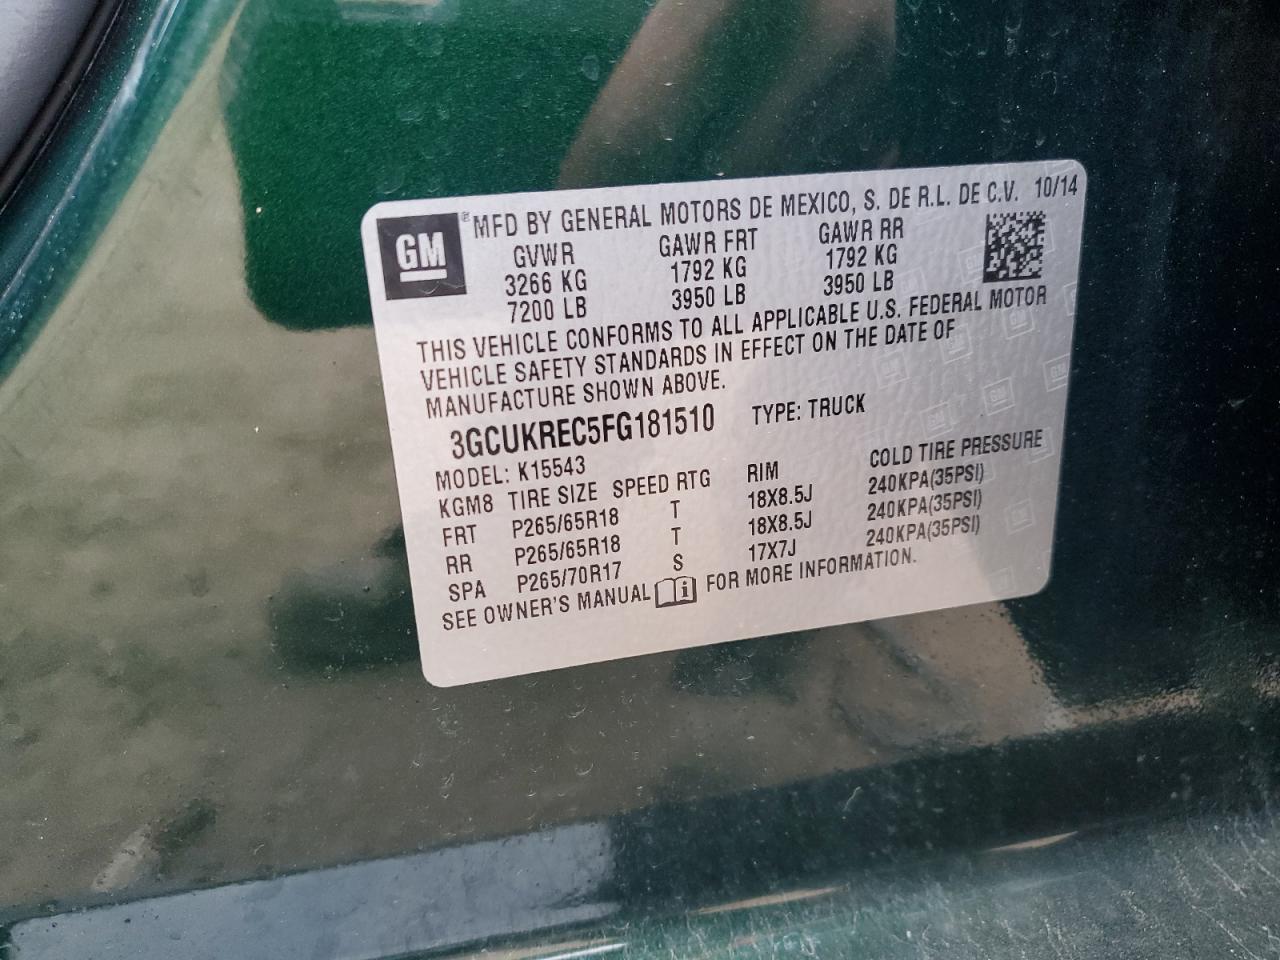 GM ® MFD BY GENERAL MOTORS DE MEXICO, S. DE R.L. DE C.V. 10/14
GVWR GAWR FRT GAWR RR
3266 KG 1792 KG 1792 KG
7200 LB 3950 LB 3950 LB
THIS VEHICLE CONFORMS TO ALL APPLICABLE U.S. FEDERAL MOTOR
VEHICLE SAFETY STANDARDS IN EFFECT ON THE DATE OF
MANUFACTURE SHOWN ABOVE.
3GCUKREC5FG181510 TYPE: TRUCK
MODEL: K15543
KGM8 TIRE SIZE SPEED RTG RIM COLD TIRE PRESSURE
FRT P265/65R18 T 18X8.5J 240KPA(35PSI)
RR P265/65R18 T 18X8.5J 240KPA(35PSI)
SPA P265/70R17 S 17X7J 240KPA(35PSI)
SEE OWNER'S MANUAL FOR MORE INFORMATION.